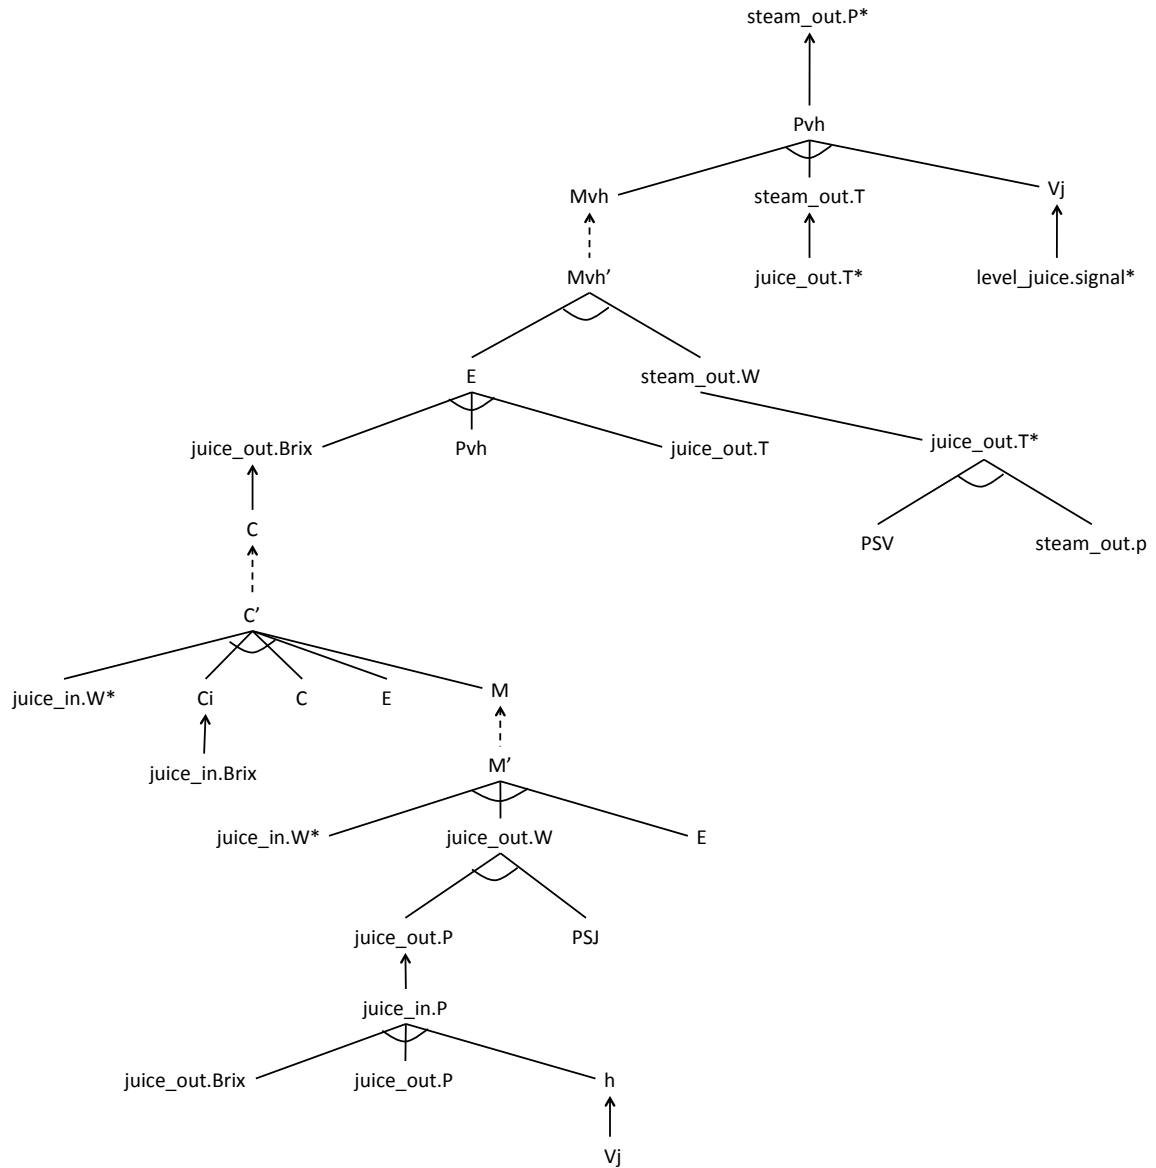 steam_out.P*
Pvh
Mvh
steam_out.T
Vj
Mvh’
juice_out.T*
level_juice.signal*
E
steam_out.W
juice_out.Brix
Pvh
juice_out.T
juice_out.T*
C
PSV
steam_out.p
C’
juice_in.W*
Ci
C
E
M
juice_in.Brix
M’
juice_in.W*
juice_out.W
E
juice_out.P
PSJ
juice_in.P
juice_out.Brix
juice_out.P
h
Vj